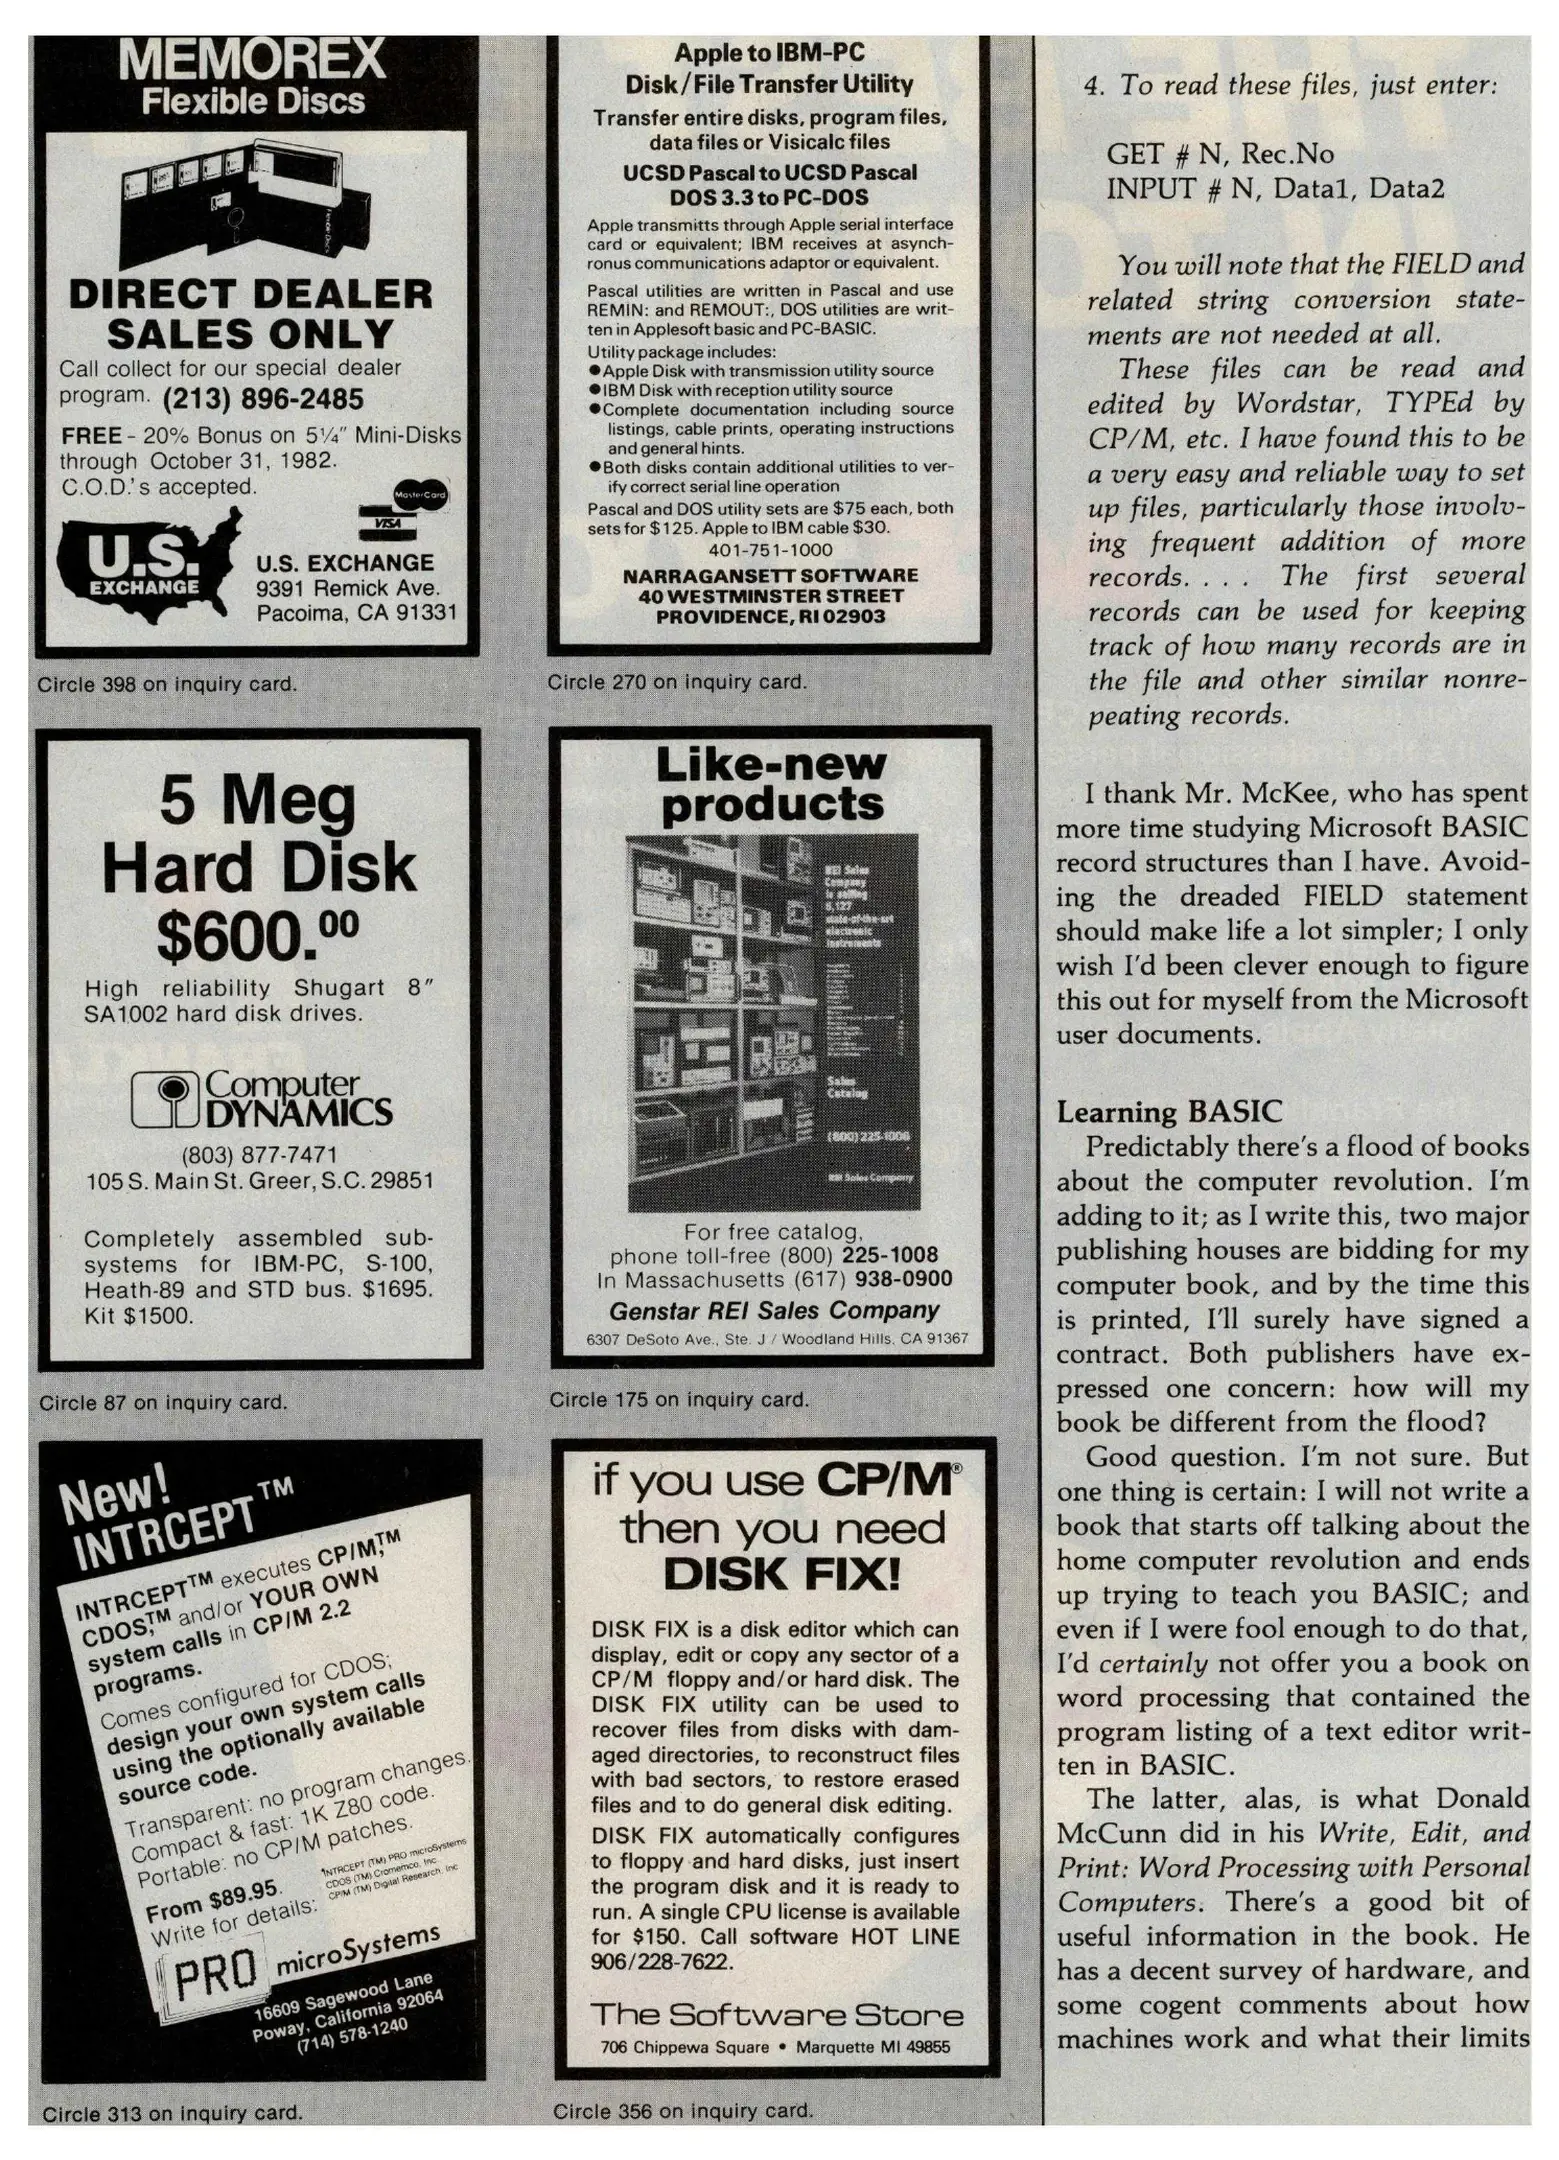 MEMOREX
Flexible Discs
DIRECT DEALER
SALES ONLY
Call collect for our special dealer
program. (213) 896-2485
FREE - 20% Bonus on 5¼" Mini-Disks
through October 31, 1982.
C.O.D.'s accepted.
MasterCard
VISA
U.S.
EXCHANGE
U.S. EXCHANGE
9391 Remick Ave.
Pacoima, CA 91331
Circle 398 on inquiry card.
Apple to IBM-PC
Disk/File Transfer Utility
Transfer entire disks, program files,
data files or Visicalc files
UCSD Pascal to UCSD Pascal
DOS 3.3 to PC-DOS
Apple transmitts through Apple serial interface
card or equivalent; IBM receives at asynch-
ronus communications adaptor or equivalent.
Pascal utilities are written in Pascal and use
REMIN: and REMOUT:, DOS utilities are writ-
ten in Applesoft basic and PC-BASIC.
Utility package includes:
●Apple Disk with transmission utility source
●IBM Disk with reception utility source
●Complete documentation including source
listings, cable prints, operating instructions
and general hints.
●Both disks contain additional utilities to ver-
ify correct serial line operation
Pascal and DOS utility sets are $75 each, both
sets for $125. Apple to IBM cable $30.
401-751-1000
NARRAGANSETT SOFTWARE
40 WESTMINSTER STREET
PROVIDENCE, RI 02903
Circle 270 on inquiry card.
5 Meg
Hard Disk
$600.00
High reliability Shugart 8"
SA1002 hard disk drives.
Computer
DYNAMICS
(803) 877-7471
105 S. Main St. Greer, S.C. 29851
Completely assembled sub-
systems for IBM-PC, S-100,
Heath-89 and STD bus. $1695.
Kit $1500.
Circle 87 on inquiry card.
Like-new
products
REI Sales
Company
is selling
6,127
state-of-the-art
electronic
instruments
Sales
Catalog
(800) 225-1008
REI Sales Company
For free catalog,
phone toll-free (800) 225-1008
In Massachusetts (617) 938-0900
Genstar REI Sales Company
6307 DeSoto Ave., Ste. J / Woodland Hills, CA 91367
Circle 175 on inquiry card.
New!
INTRCEPT™
INTRCEPT™ executes CP/M,™
CDOS,™ and/or YOUR OWN
system calls in CP/M 2.2
programs.
Comes configured for CDOS;
design your own system calls
using the optionally available
source code.
Transparent: no program changes.
Compact & fast: 1K Z80 code.
Portable: no CP/M patches.
From $89.95.
Write for details:
INTRCEPT (TM) PRO microSystems
CDOS (TM) Cromemco, Inc.
CP/M (TM) Digital Research, Inc.
PRO microSystems
16609 Sagewood Lane
Poway, California 92064
(714) 578-1240
Circle 313 on inquiry card.
if you use CP/M®
then you need
DISK FIX!
DISK FIX is a disk editor which can
display, edit or copy any sector of a
CP/M floppy and/or hard disk. The
DISK FIX utility can be used to
recover files from disks with dam-
aged directories, to reconstruct files
with bad sectors, to restore erased
files and to do general disk editing.
DISK FIX automatically configures
to floppy and hard disks, just insert
the program disk and it is ready to
run. A single CPU license is available
for $150. Call software HOT LINE
906/228-7622.
The Software Store
706 Chippewa Square • Marquette MI 49855
Circle 356 on inquiry card.
4. To read these files, just enter:
GET # N, Rec.No
INPUT # N, Data1, Data2
You will note that the FIELD and
related string conversion state-
ments are not needed at all.
These files can be read and
edited by Wordstar, TYPEd by
CP/M, etc. I have found this to be
a very easy and reliable way to set
up files, particularly those involv-
ing frequent addition of more
records. . . . The first several
records can be used for keeping
track of how many records are in
the file and other similar nonre-
peating records.
I thank Mr. McKee, who has spent
more time studying Microsoft BASIC
record structures than I have. Avoid-
ing the dreaded FIELD statement
should make life a lot simpler; I only
wish I'd been clever enough to figure
this out for myself from the Microsoft
user documents.
Learning BASIC
Predictably there's a flood of books
about the computer revolution. I'm
adding to it; as I write this, two major
publishing houses are bidding for my
computer book, and by the time this
is printed, I'll surely have signed a
contract. Both publishers have ex-
pressed one concern: how will my
book be different from the flood?
Good question. I'm not sure. But
one thing is certain: I will not write a
book that starts off talking about the
home computer revolution and ends
up trying to teach you BASIC; and
even if I were fool enough to do that,
I'd certainly not offer you a book on
word processing that contained the
program listing of a text editor writ-
ten in BASIC.
The latter, alas, is what Donald
McCunn did in his Write, Edit, and
Print: Word Processing with Personal
Computers. There's a good bit of
useful information in the book. He
has a decent survey of hardware, and
some cogent comments about how
machines work and what their limits